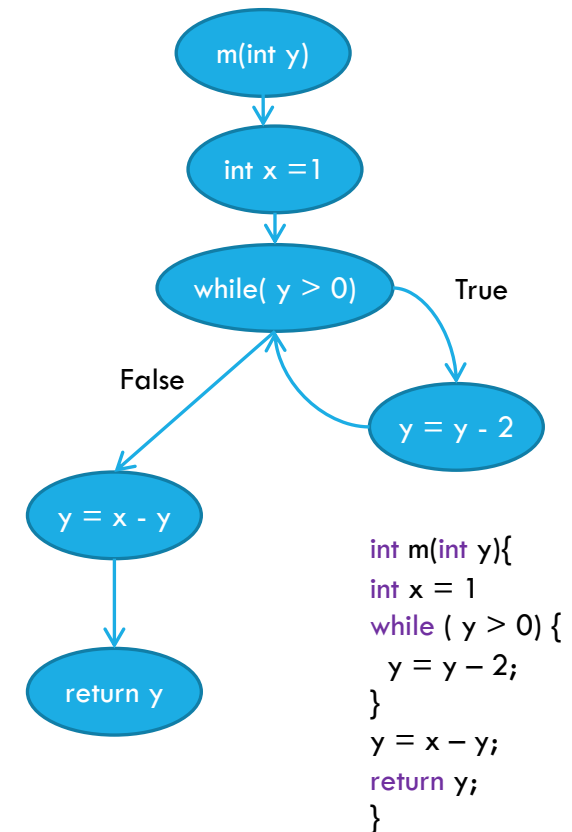 m(int y)
int x =1
while( y > 0)
True
False
y = y - 2
y = x - y
return y
int m(int y){
int x = 1
while ( y > 0) {
y = y – 2;
}
y = x – y;
return y;
}